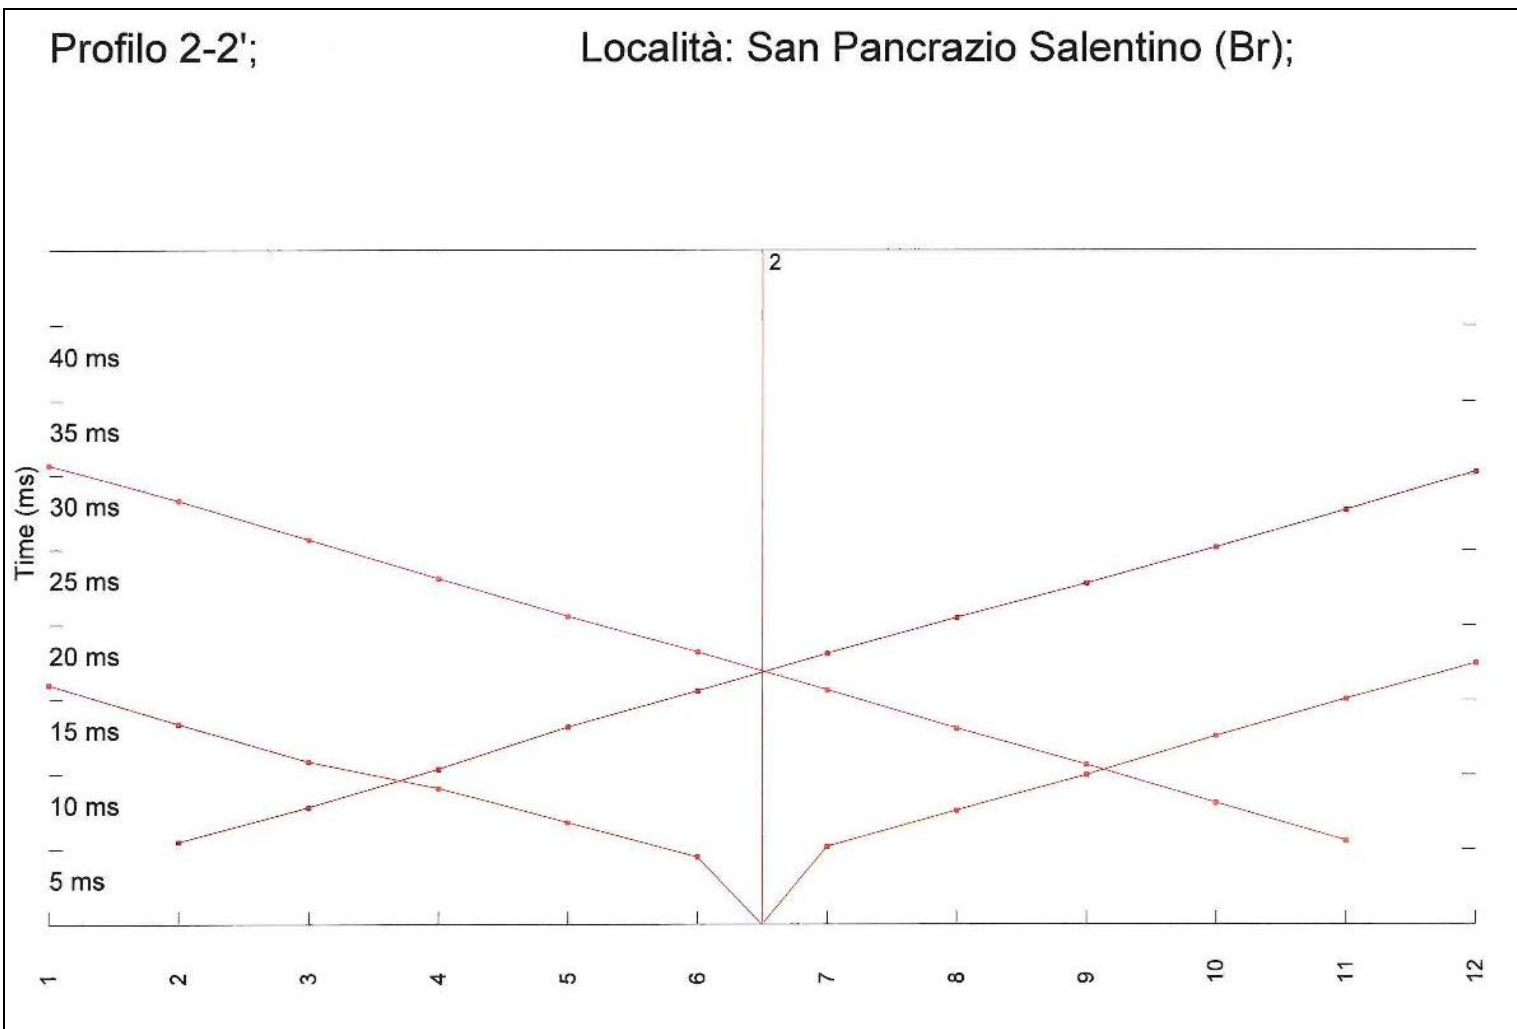 Profilo 2-2'; Località: San Pancrazio Salentino (Br);
2
40 ms
35 ms
30 ms
25 ms
20 ms
15 ms
10 ms
5 ms
Time (ms)
1 2 3 4 5 6 7 8 9 10 11 12